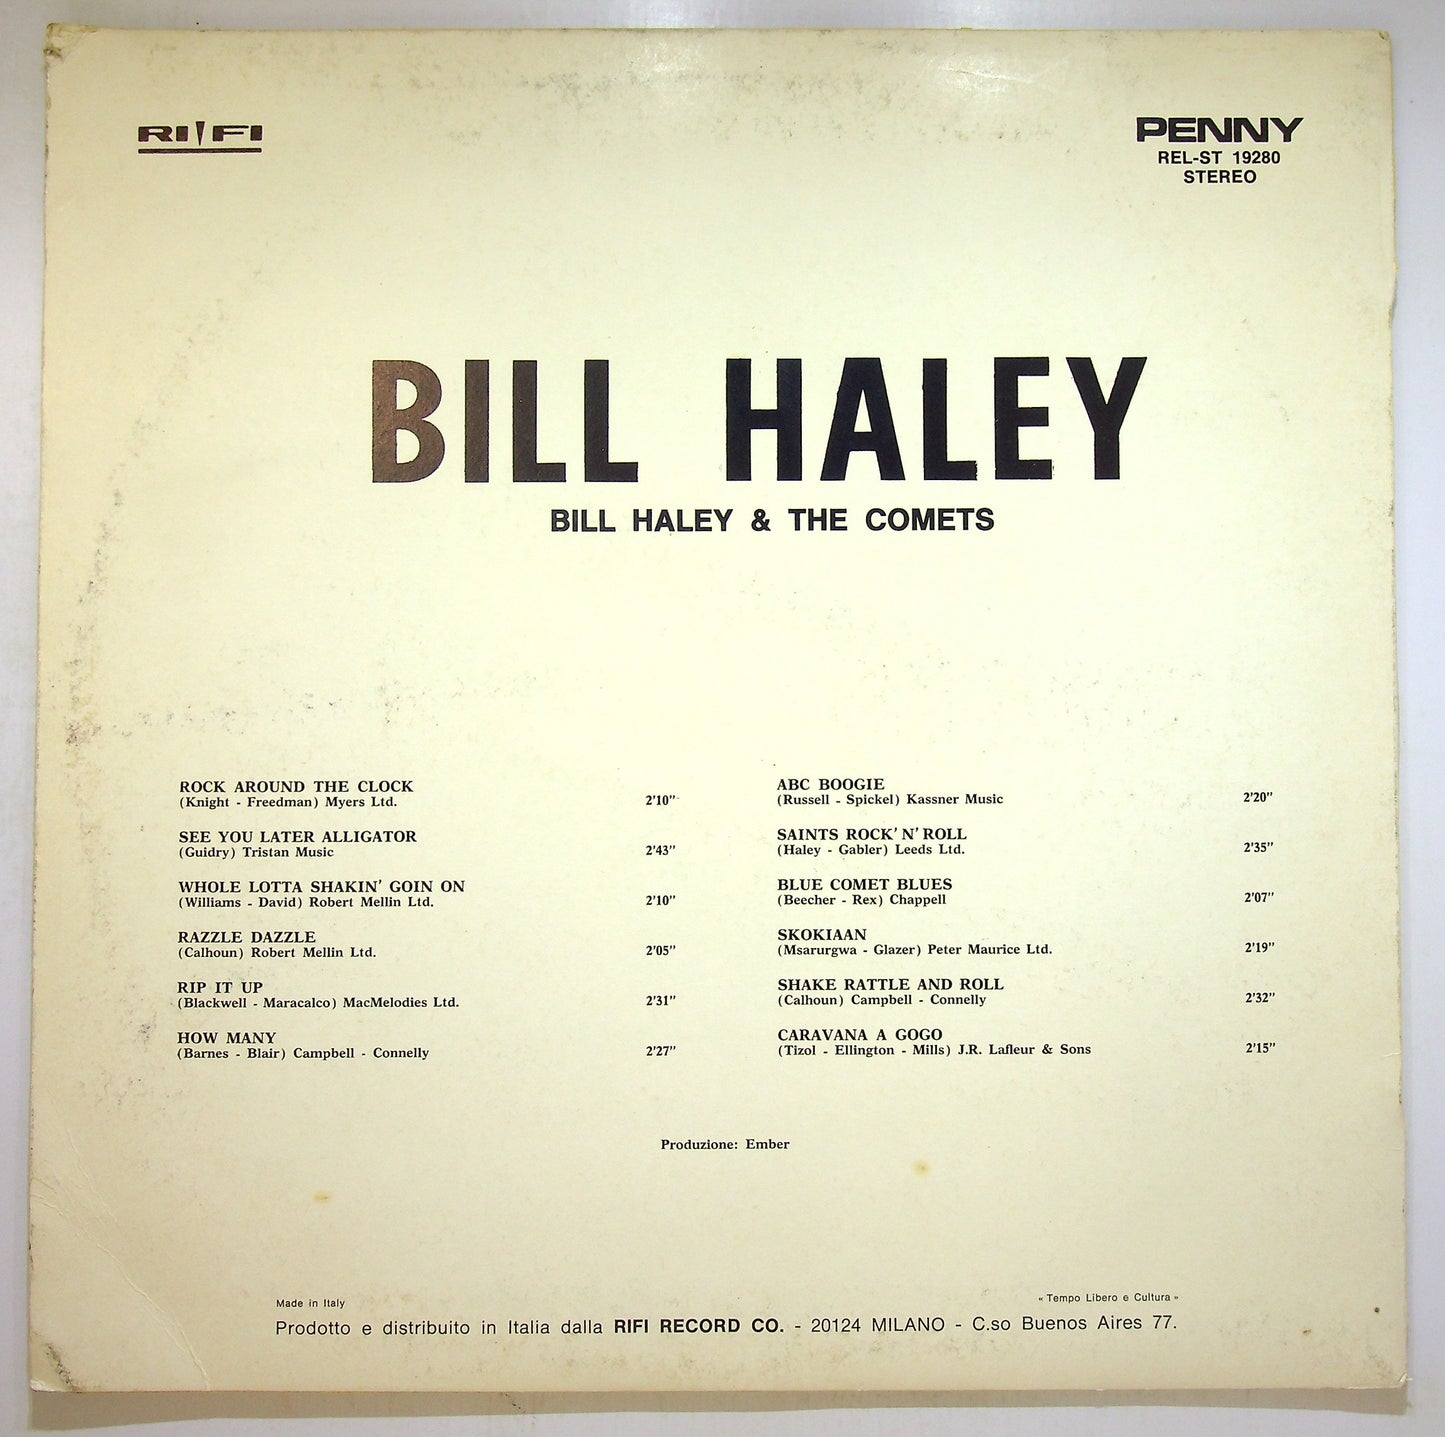 RI!FI
PENNY
REL-ST 19280
STEREO
BILL HALEY
BILL HALEY & THE COMETS
ROCK AROUND THE CLOCK
(Knight - Freedman) Myers Ltd. 2'10"
SEE YOU LATER ALLIGATOR
(Guidry) Tristan Music 2'43"
WHOLE LOTTA SHAKIN' GOIN ON
(Williams - David) Robert Mellin Ltd. 2'10"
RAZZLE DAZZLE
(Calhoun) Robert Mellin Ltd. 2'05"
RIP IT UP
(Blackwell - Maracalco) MacMelodies Ltd. 2'31"
HOW MANY
(Barnes - Blair) Campbell - Connelly 2'27"
ABC BOOGIE
(Russell - Spickel) Kassner Music 2'20"
SAINTS ROCK'N'ROLL
(Haley - Gabler) Leeds Ltd. 2'35"
BLUE COMET BLUES
(Beecher - Rex) Chappell 2'07"
SKOKIAAN
(Msarurgwa - Glazer) Peter Maurice Ltd. 2'19"
SHAKE RATTLE AND ROLL
(Calhoun) Campbell - Connelly 2'32"
CARAVANA A GOGO
(Tizol - Ellington - Mills) J.R. Lafleur & Sons 2'15"
Produzione: Ember
Made in Italy
« Tempo Libero e Cultura »
Prodotto e distribuito in Italia dalla RIFI RECORD CO. - 20124 MILANO - C.so Buenos Aires 77.